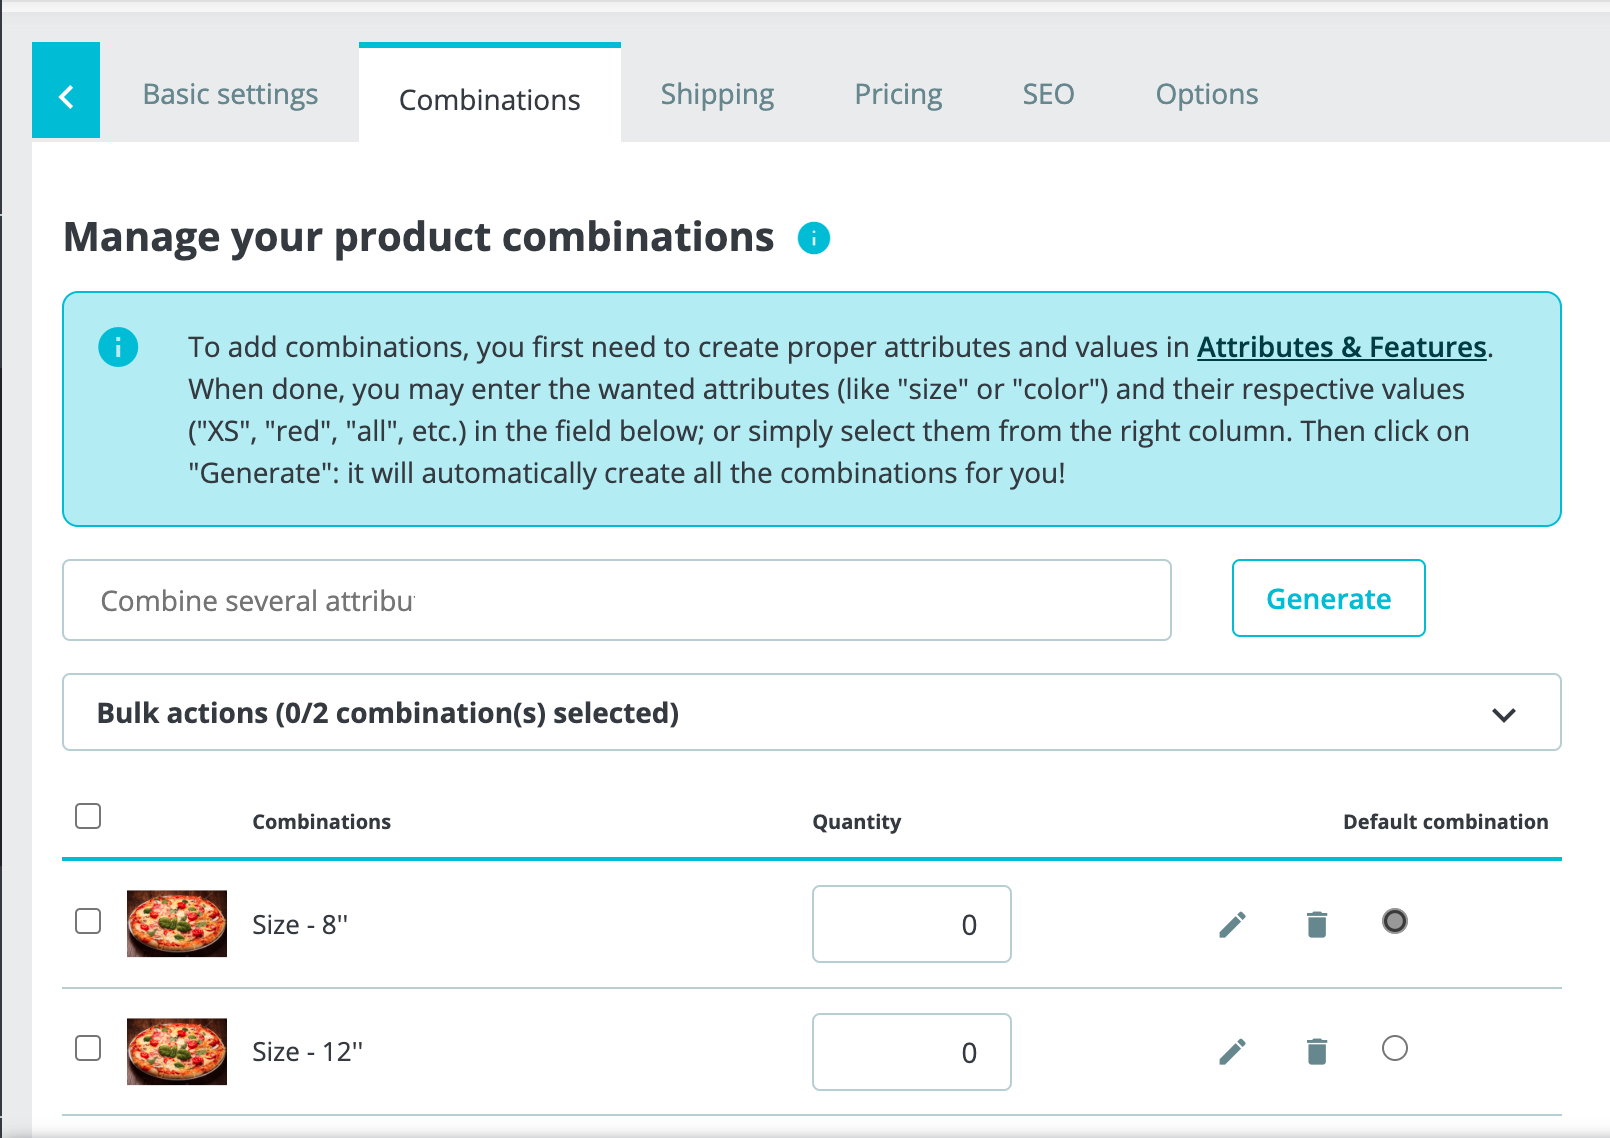 Basic settings
Combinations
Shipping
Pricing
SEO
Options
Manage your product combinations
To add combinations, you first need to create proper attributes and values in Attributes & Features.
When done, you may enter the wanted attributes (like "size" or "color") and their respective values
("XS", "red", "all", etc.) in the field below; or simply select them from the right column. Then click on
"Generate": it will automatically create all the combinations for you!
Combine several attribu
Generate
Bulk actions (0/2 combination(s) selected)
Combinations
Quantity
Default combination
Size - 8''
0
Size - 12''
0